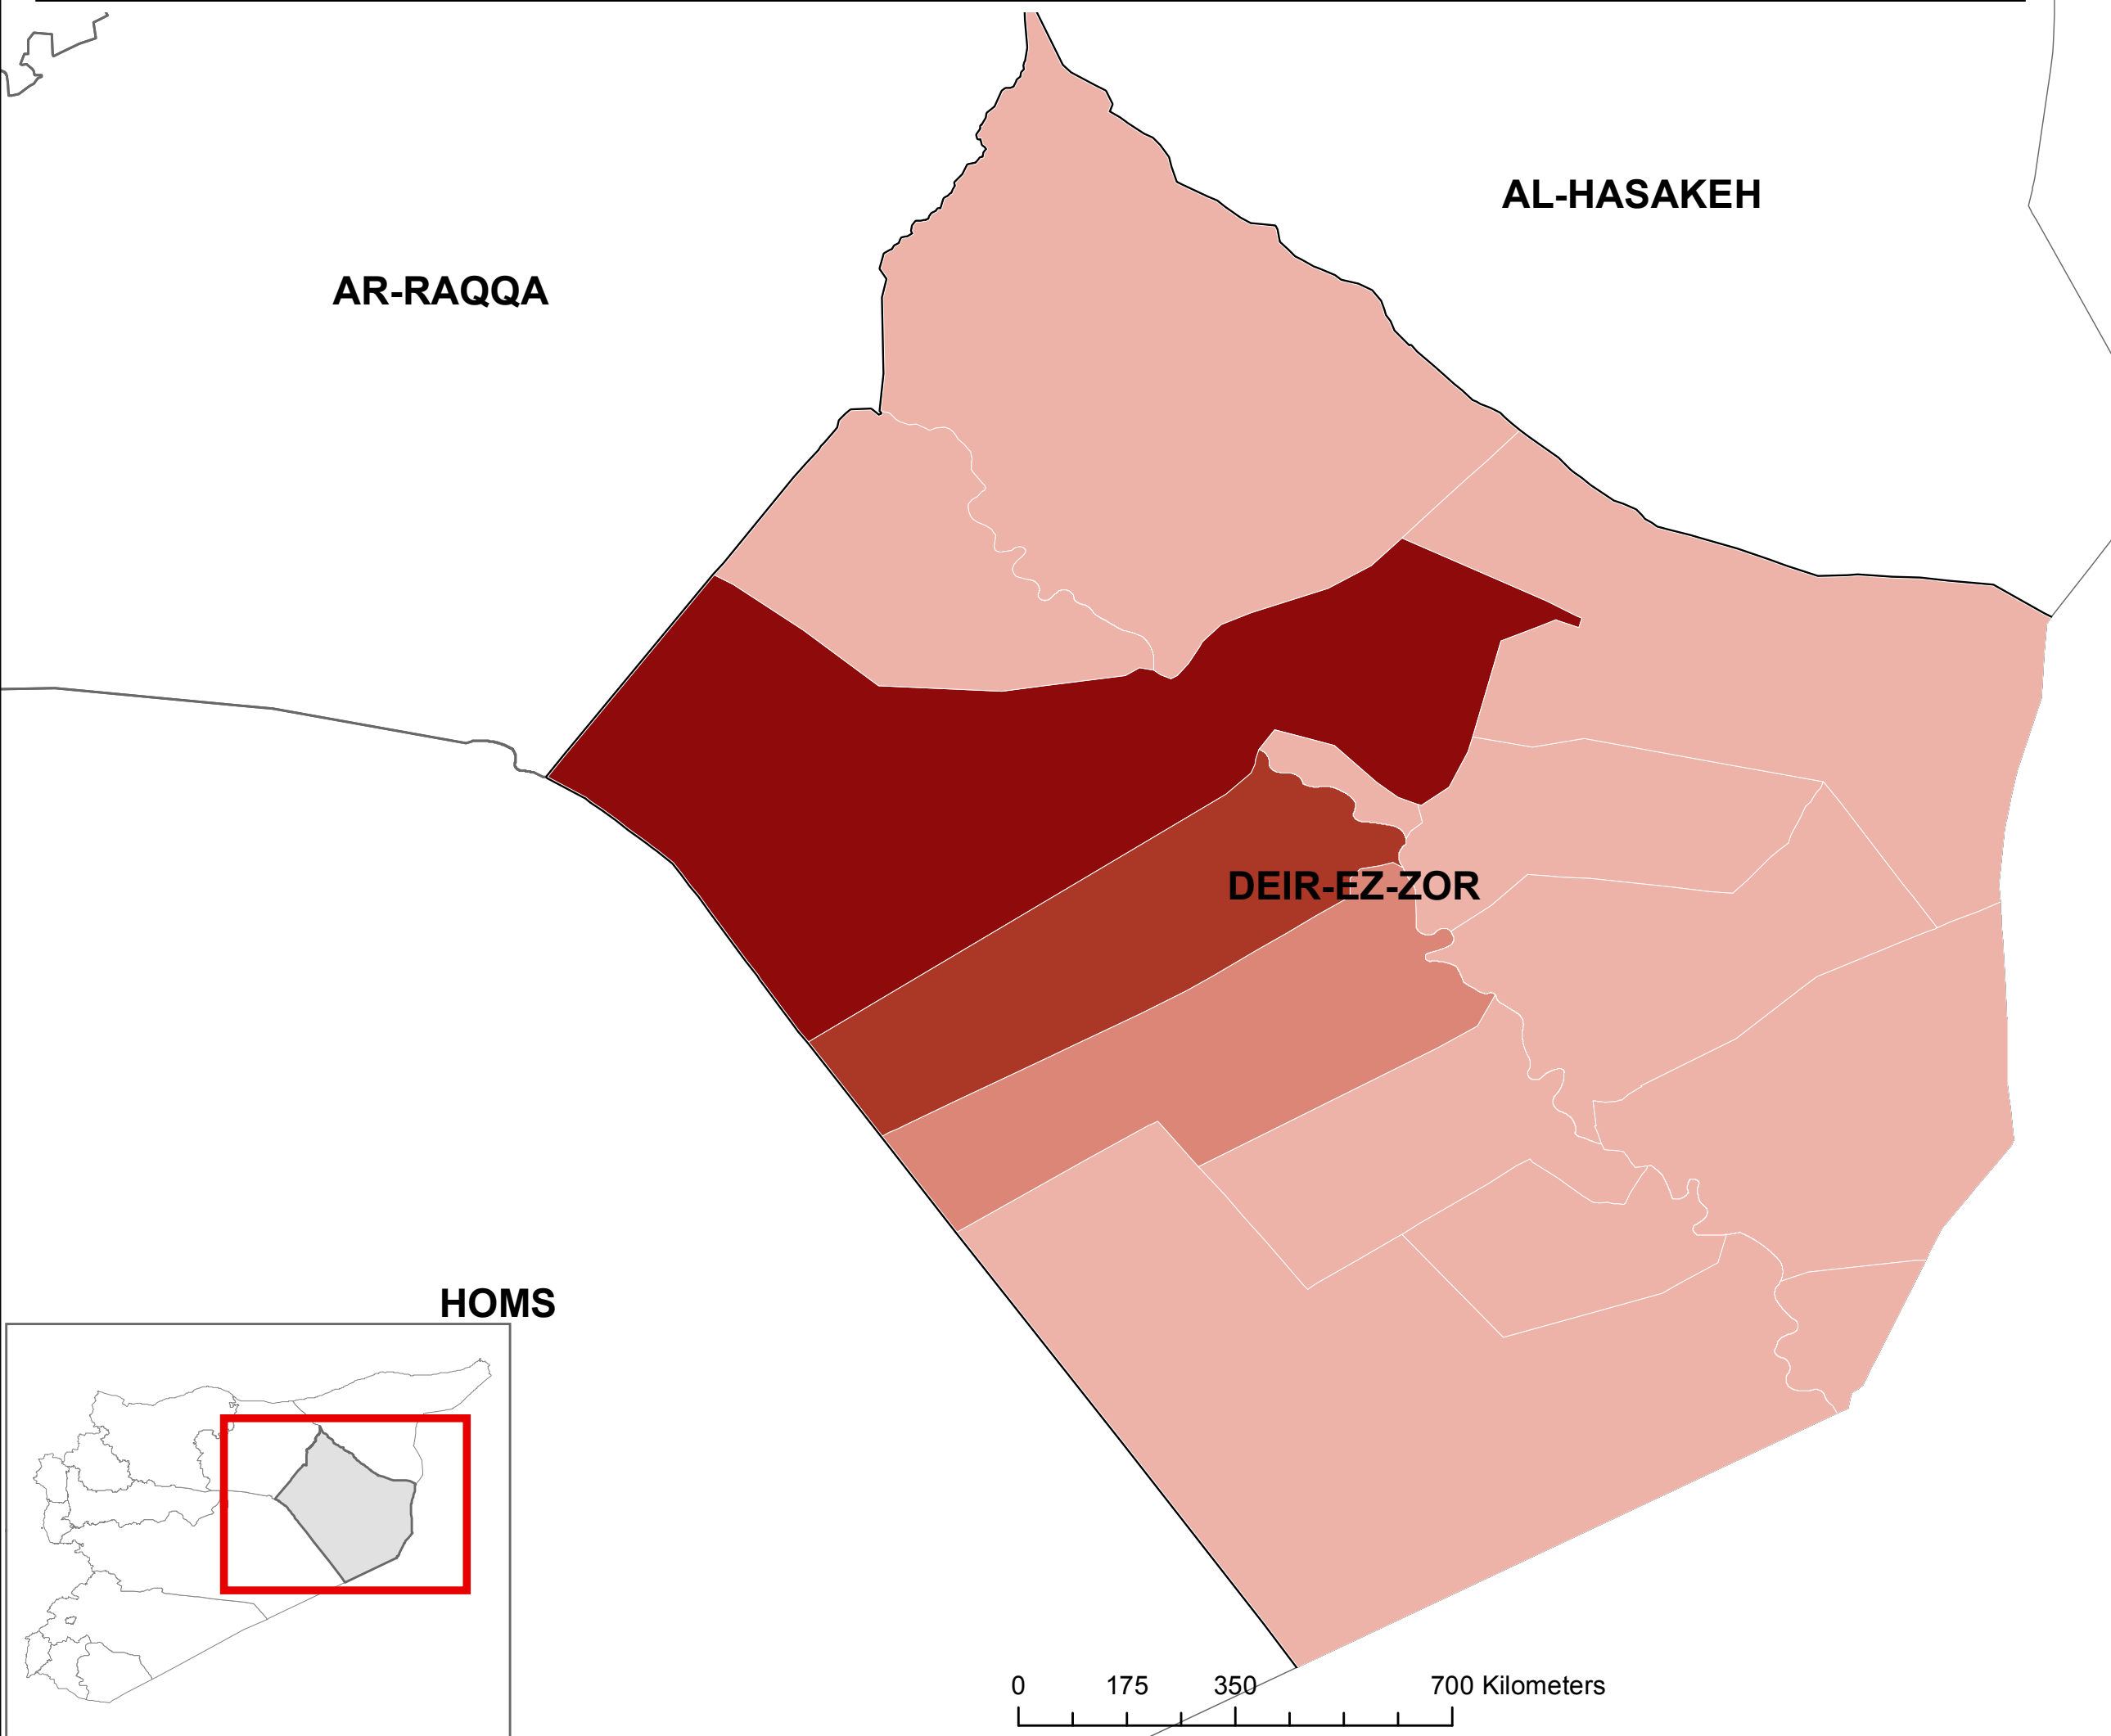 AL-HASAKEH
AR-RAQQA
DEIR-EZ-ZOR
HOMS
0 175 350 700 Kilometers